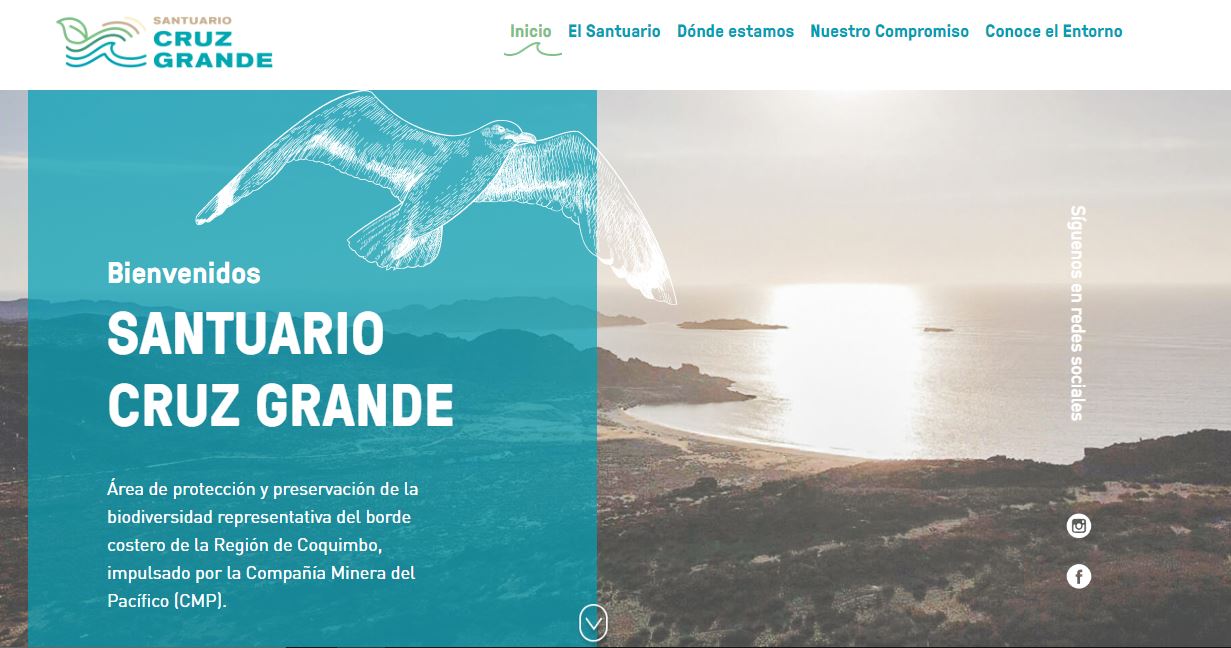 SANTUARIO
CRUZ
GRANDE
Inicio
El Santuario
Dónde estamos
Nuestro Compromiso
Conoce el Entorno
Bienvenidos
SANTUARIO
CRUZ GRANDE
Área de protección y preservación de la
biodiversidad representativa del borde
costero de la Región de Coquimbo,
impulsado por la Compañía Minera del
Pacífico (CMP).
Síguenos en redes sociales